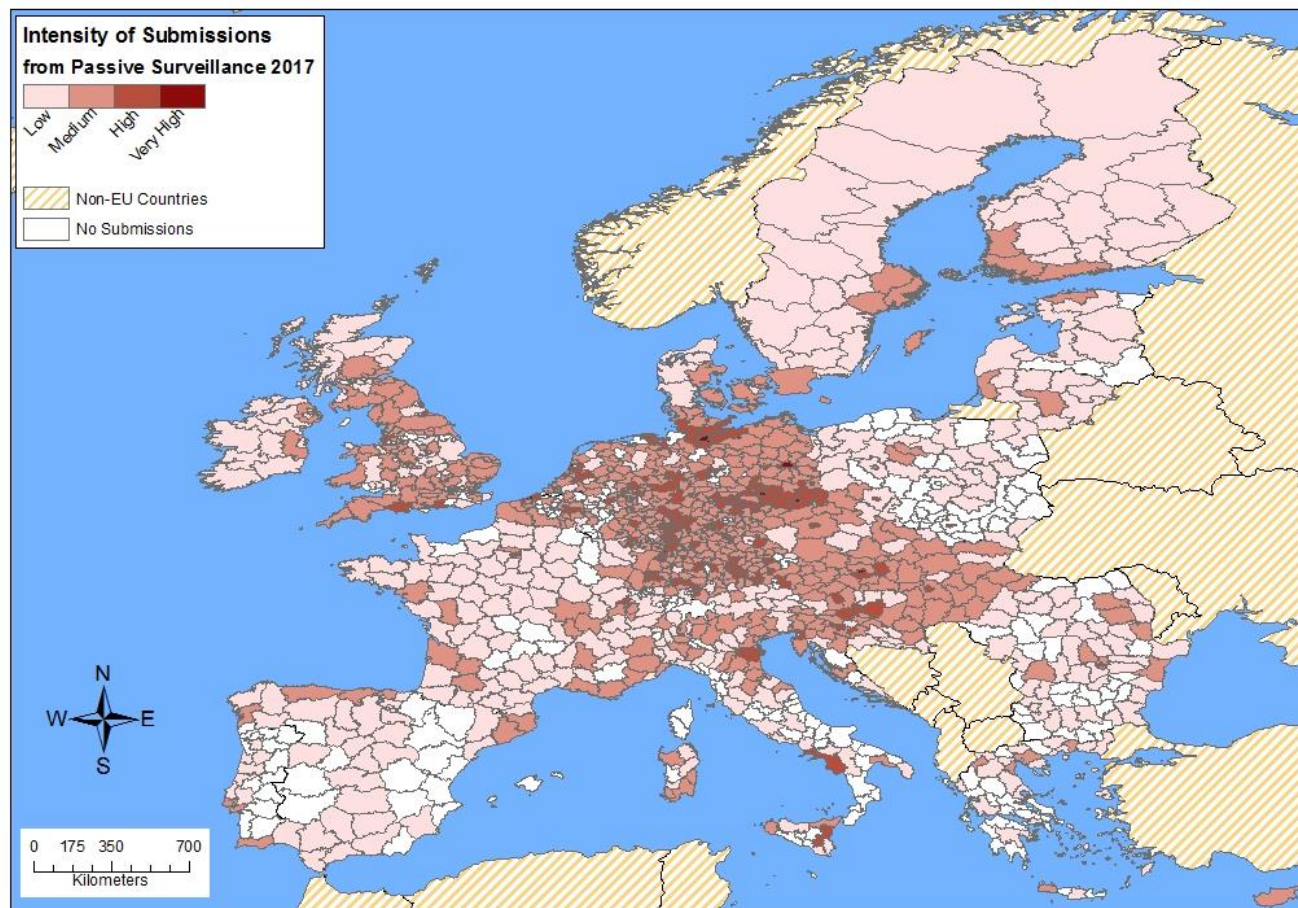 Intensity of Submissions
from Passive Surveillance 2017
Low
Medium
High
Very High
Non-EU Countries
No Submissions
N
W E
S
0 175 350 700
Kilometers